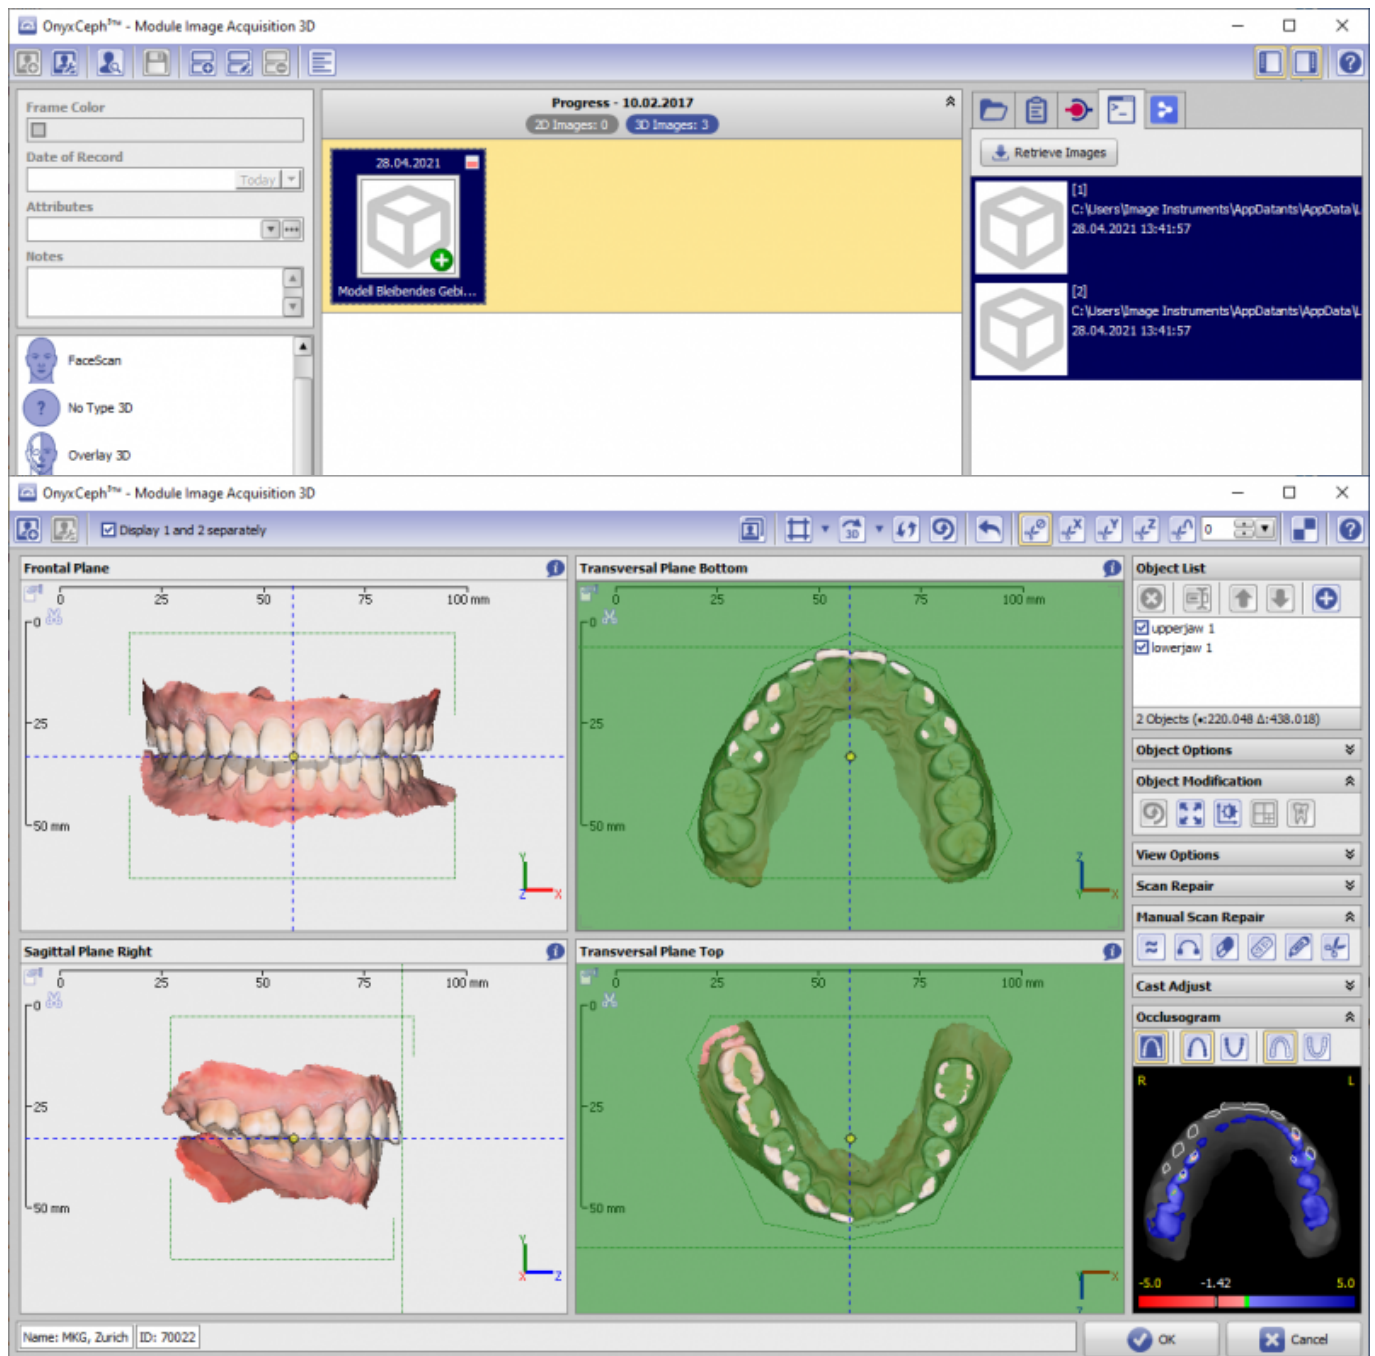 OnyxCeph³™ - Module Image Acquisition 3D
Frame Color
Date of Record
Today
Attributes
Notes
FaceScan
No Type 3D
Overlay 3D
Progress - 10.02.2017
2D Images: 0 3D Images: 3
28.04.2021
Modell Bleibendes Gebi...
Retrieve Images
[1]
C:\Users\Image Instruments\AppDatants\AppData\L
28.04.2021 13:41:57
[2]
C:\Users\Image Instruments\AppDatants\AppData\L
28.04.2021 13:41:57
OnyxCeph³™ - Module Image Acquisition 3D
Display 1 and 2 separately
3D
X Y Z 0
Frontal Plane
0 25 50 75 100 mm
0
25
50 mm
Y
Z X
Transversal Plane Bottom
0 25 50 75 100 mm
0
25
50 mm
Z
Y X
Sagittal Plane Right
0 25 50 75 100 mm
0
25
50 mm
Y
X Z
Transversal Plane Top
0 25 50 75 100 mm
0
25
50 mm
Y X
Z
Object List
upperjaw 1
lowerjaw 1
2 Objects (•:220.048 Δ:438.018)
Object Options
Object Modification
View Options
Scan Repair
Manual Scan Repair
Cast Adjust
Occlusogram
R L
-5.0 -1.42 5.0
Name: MKG, Zurich ID: 70022
OK Cancel